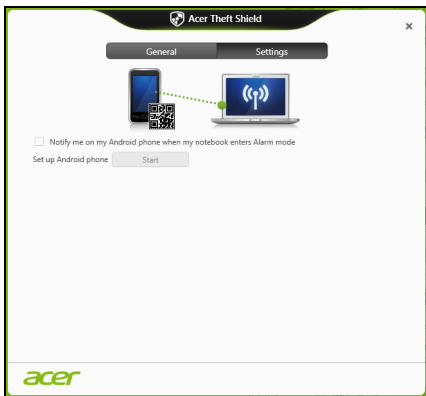 Acer Theft Shield
General
Settings
Notify me on my Android phone when my notebook enters Alarm mode
Set up Android phone
Start
acer